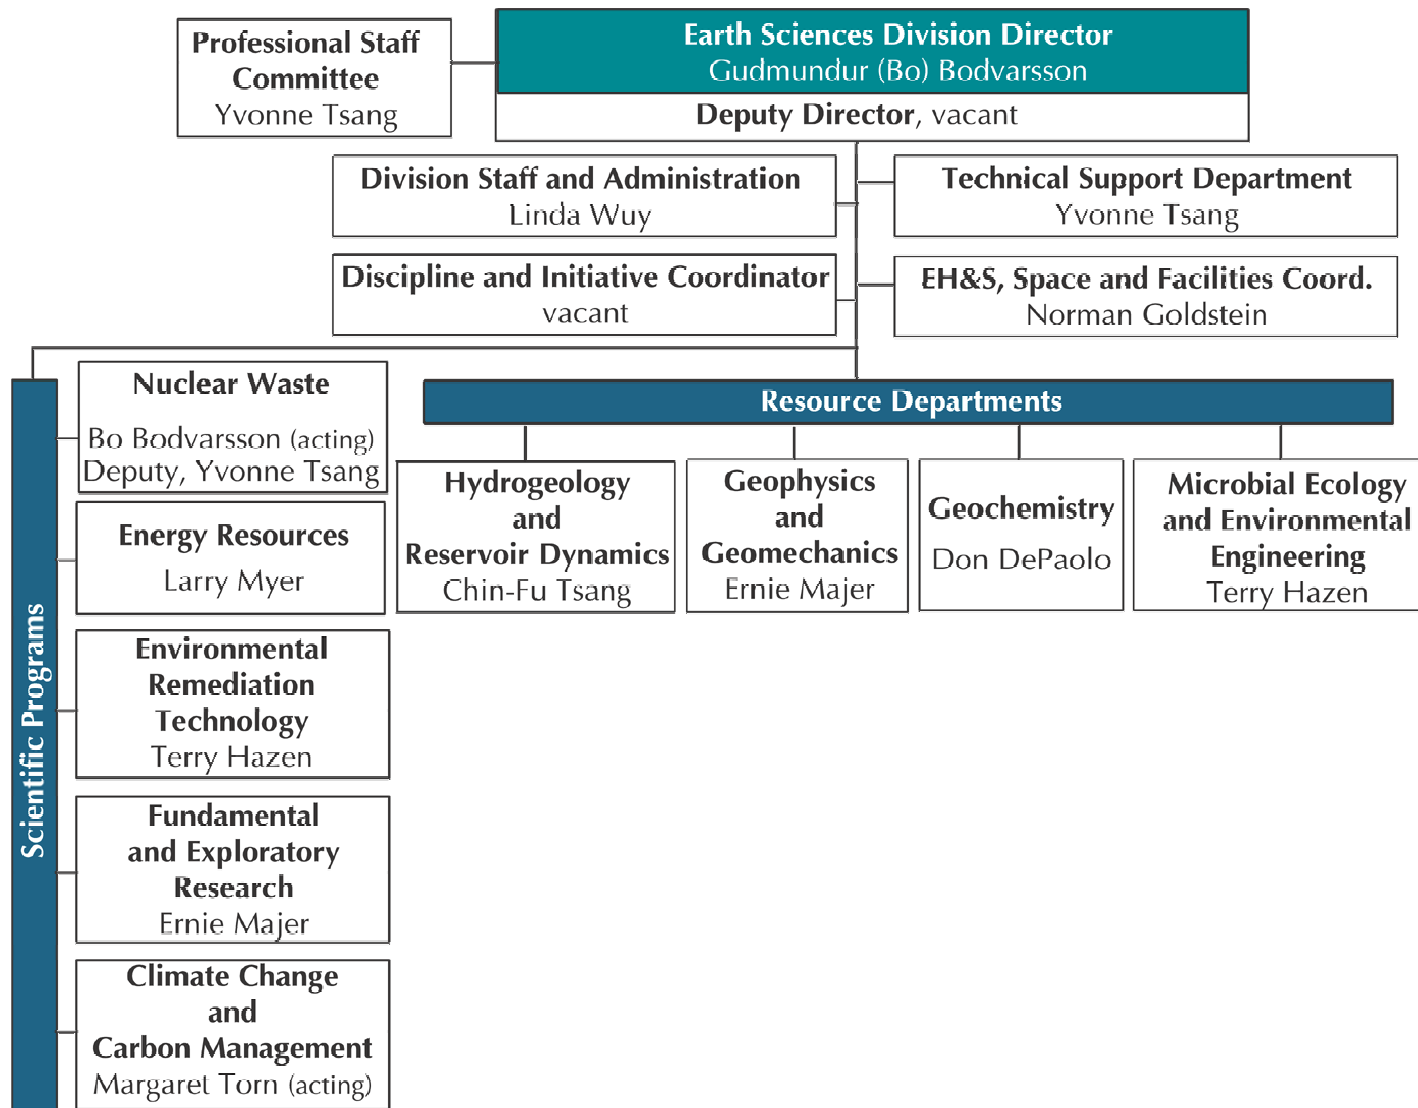 Professional Staff
Committee
Yvonne Tsang
Earth Sciences Division Director
Gudmundur (Bo) Bodvarsson
Deputy Director, vacant
Division Staff and Administration
Linda Wuy
Technical Support Department
Yvonne Tsang
Discipline and Initiative Coordinator
vacant
EH&S, Space and Facilities Coord.
Norman Goldstein
Scientific Programs
Nuclear Waste
Bo Bodvarsson (acting)
Deputy, Yvonne Tsang
Energy Resources
Larry Myer
Environmental
Remediation
Technology
Terry Hazen
Fundamental
and Exploratory
Research
Ernie Majer
Climate Change
and
Carbon Management
Margaret Torn (acting)
Resource Departments
Hydrogeology
and
Reservoir Dynamics
Chin-Fu Tsang
Geophysics
and
Geomechanics
Ernie Majer
Geochemistry
Don DePaolo
Microbial Ecology
and Environmental
Engineering
Terry Hazen